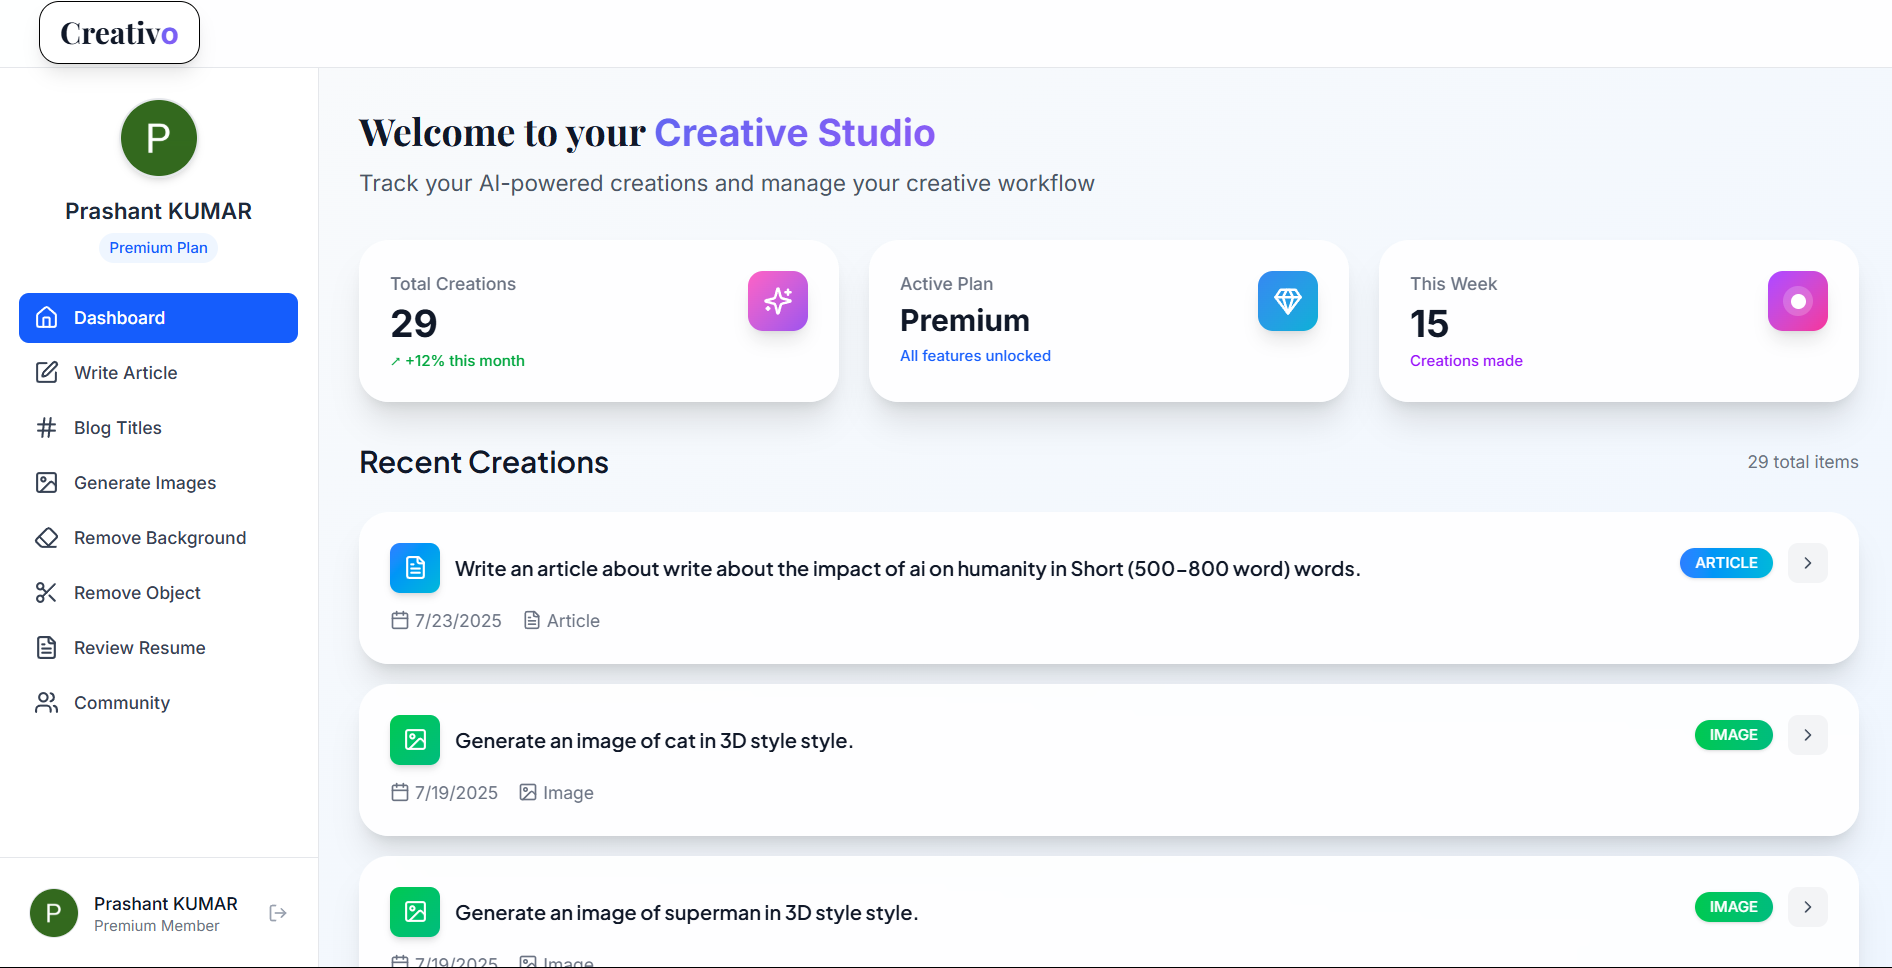 Creativo
P
Prashant KUMAR
Premium Plan
Dashboard
Write Article
Blog Titles
Generate Images
Remove Background
Remove Object
Review Resume
Community
P
Prashant KUMAR
Premium Member
Welcome to your Creative Studio
Track your AI-powered creations and manage your creative workflow
Total Creations
29
↗ +12% this month
Active Plan
Premium
All features unlocked
This Week
15
Creations made
Recent Creations
29 total items
Write an article about write about the impact of ai on humanity in Short (500-800 word) words.
ARTICLE
7/23/2025 Article
Generate an image of cat in 3D style style.
IMAGE
7/19/2025 Image
Generate an image of superman in 3D style style.
IMAGE
7/19/2025 Image